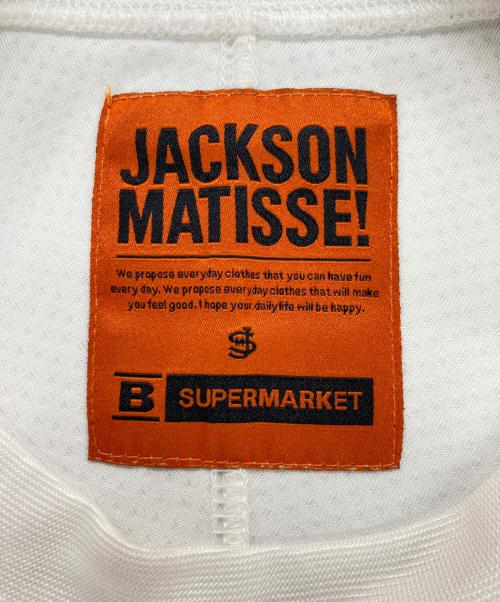 JACKSON
MATISSE!
We propose everyday clothes that you can have fun
every day. We propose everyday clothes that will make
you feel good. I hope your daily life will be happy.
B SUPERMARKET